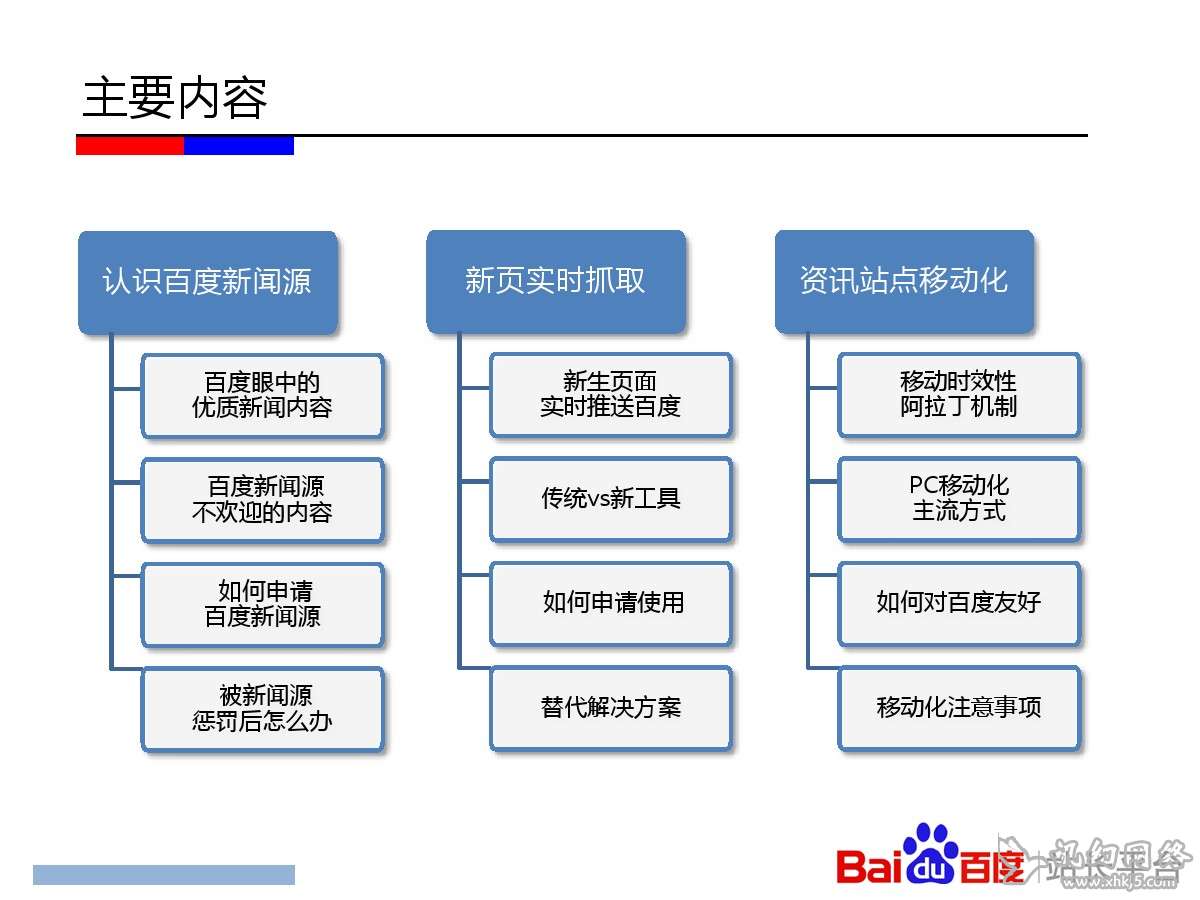 主要内容
认识百度新闻源
百度眼中的
优质新闻内容
百度新闻源
不欢迎的内容
如何申请
百度新闻源
被新闻源
惩罚后怎么办
新页实时抓取
新生页面
实时推送百度
传统vs新工具
如何申请使用
替代解决方案
资讯站点移动化
移动时效性
阿拉丁机制
PC移动化
主流方式
如何对百度友好
移动化注意事项
Baidu百度 站长平台
www.xhkj5.com